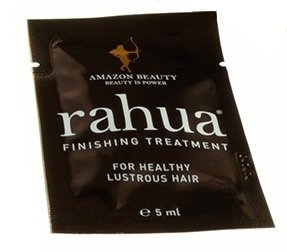 AMAZON BEAUTY
BEAUTY IS POWER
rahua®
FINISHING TREATMENT
FOR HEALTHY
LUSTROUS HAIR
e 5 ml